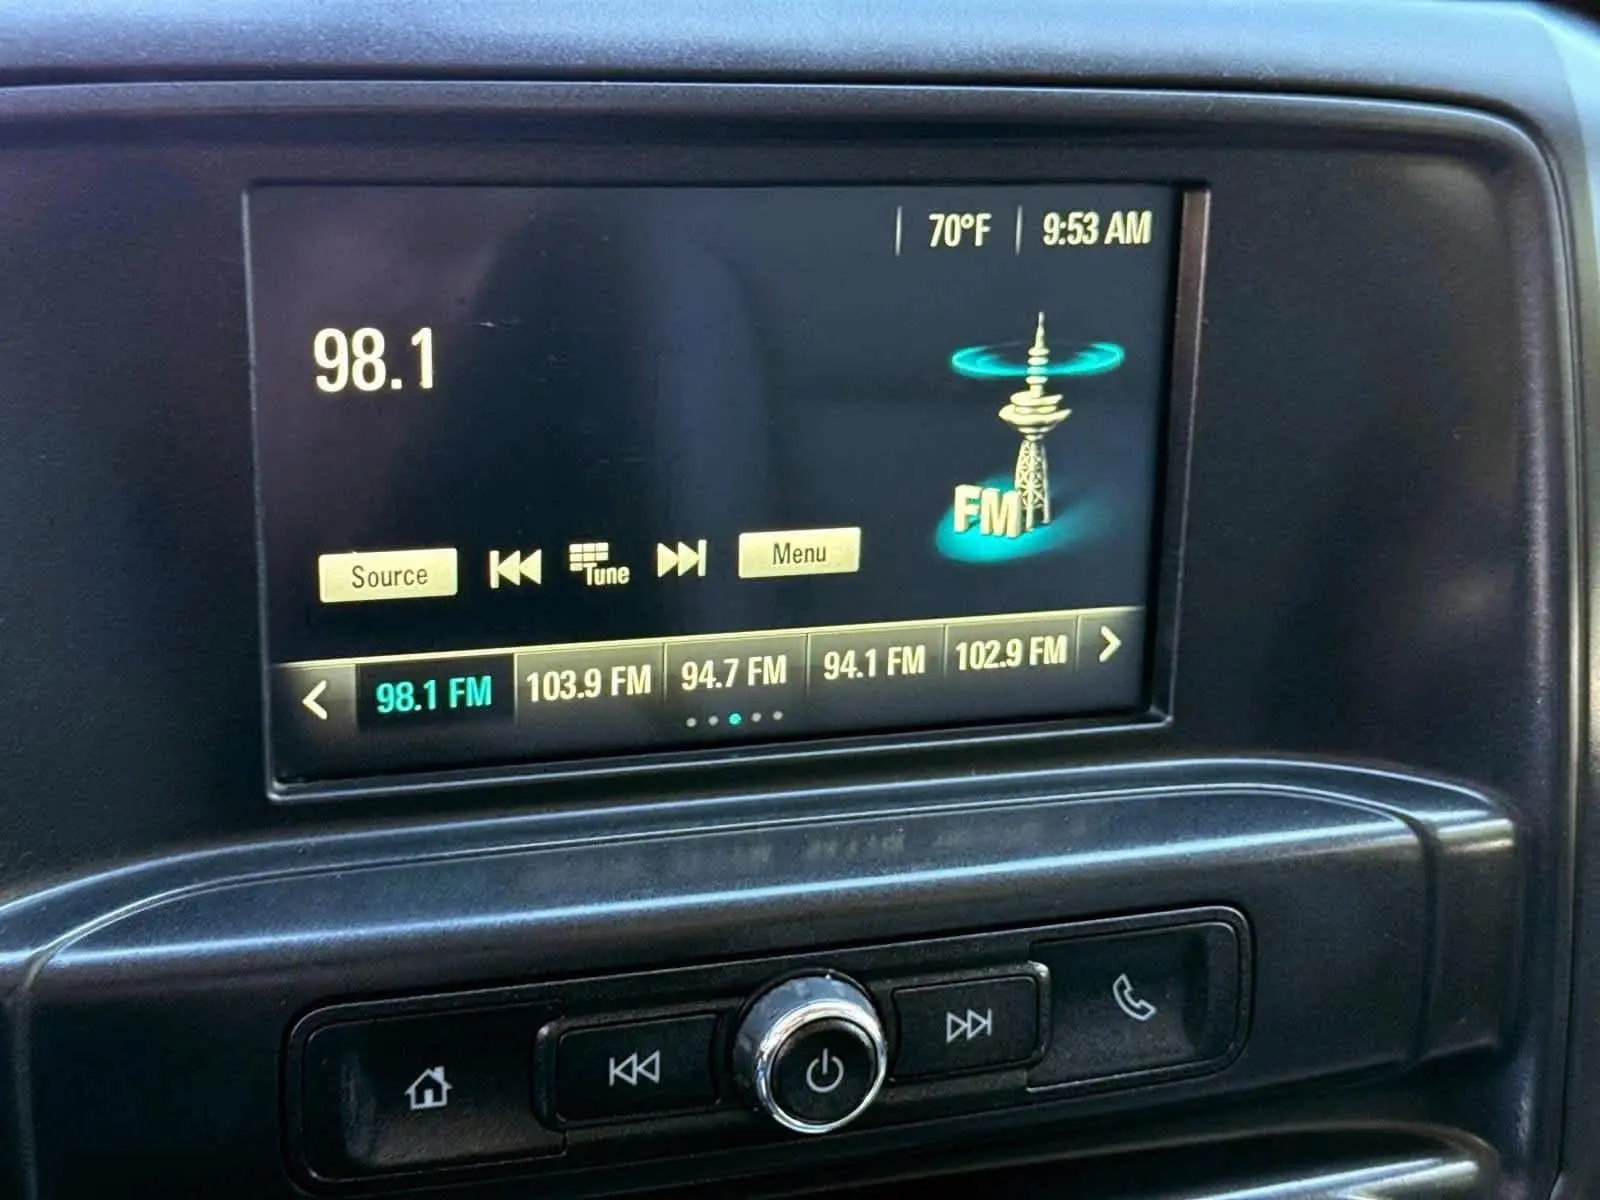 70°F 9:53 AM
98.1
FM
Source Tune Menu
98.1 FM 103.9 FM 94.7 FM 94.1 FM 102.9 FM